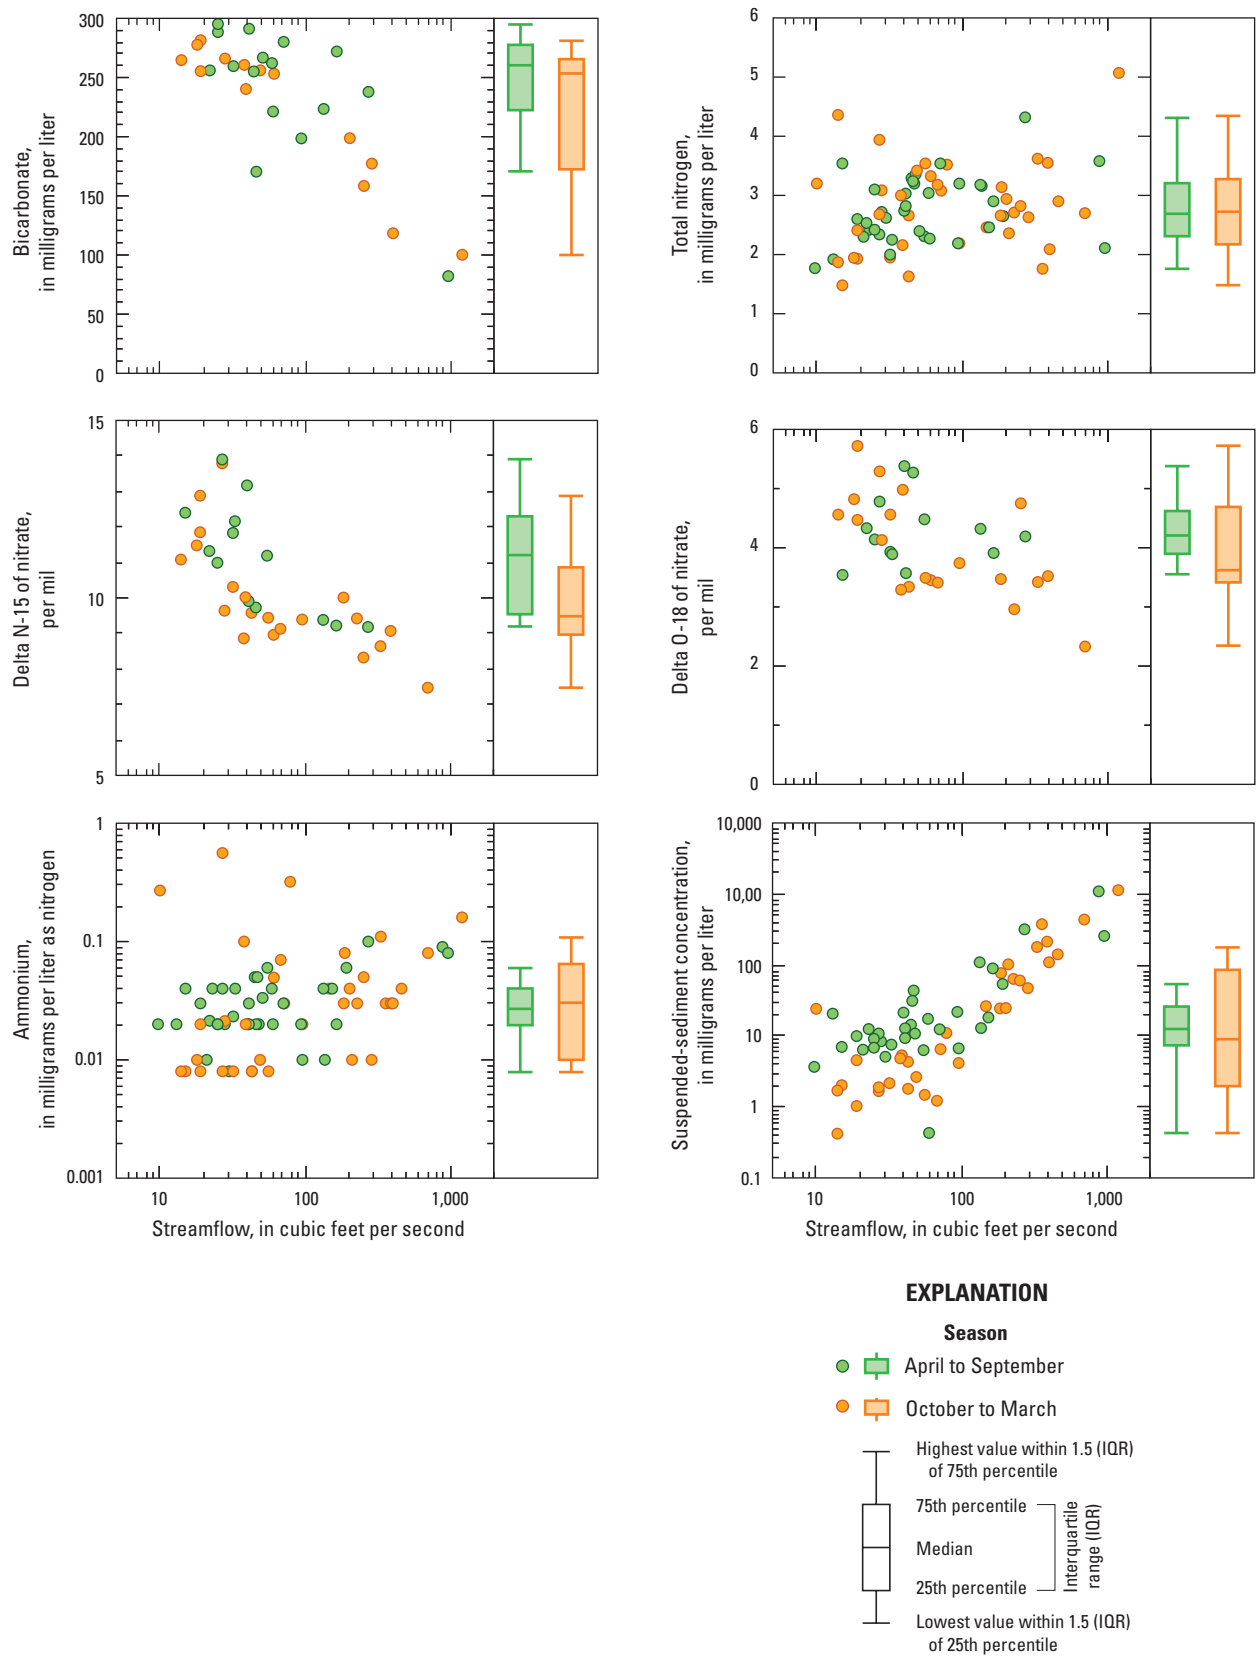 300
250
200
150
100
50
0
Bicarbonate,
in milligrams per liter
6
5
4
3
2
1
0
Total nitrogen,
in milligrams per liter
15
10
5
Delta N-15 of nitrate,
per mil
6
4
2
0
Delta O-18 of nitrate,
per mil
1
0.1
0.01
0.001
Ammonium,
in milligrams per liter as nitrogen
10
100
1,000
Streamflow, in cubic feet per second
10,000
10,00
100
10
1
0.1
Suspended-sediment concentration,
in milligrams per liter
10
100
1,000
Streamflow, in cubic feet per second
EXPLANATION
Season
April to September
October to March
Highest value within 1.5 (IQR)
of 75th percentile
75th percentile
Median
25th percentile
Interquartile
range (IQR)
Lowest value within 1.5 (IQR)
of 25th percentile